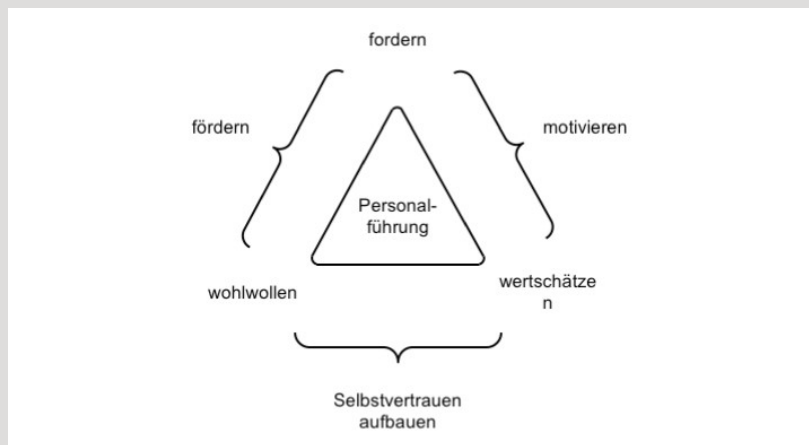 fordern
fördern
motivieren
Personal-
führung
wohlwollen
wertschätze
n
Selbstvertrauen
aufbauen